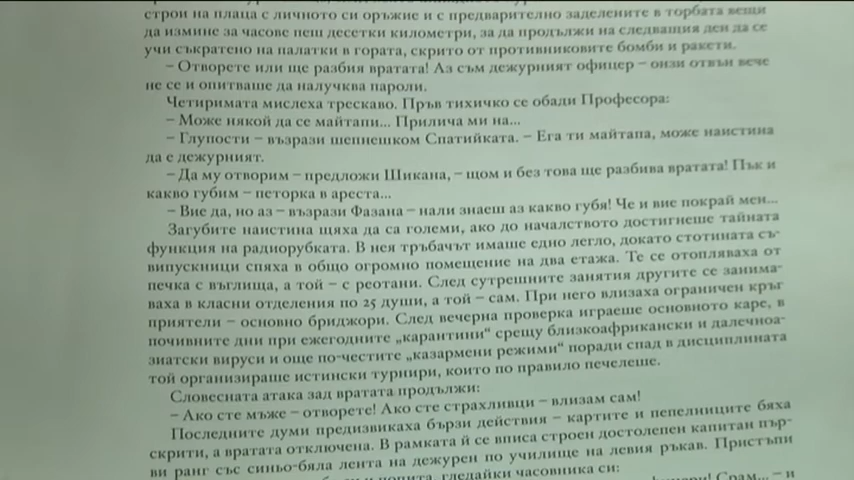 строи на плаца с личното си оръжие и с предварително заделените в торбата вещи
да измине за часове пеш десетки километри, за да продължи на следващия ден да се
учи съкратено на палатки в гората, скрито от противниковите бомби и ракети.
– Отворете или ще разбия вратата! Аз съм дежурният офицер – онзи отвън вече
не се и опитваше да налучква пароли.
Четиримата мислеха трескаво. Пръв тихичко се обади Професора:
– Може някой да се майтапи... Прилича ми на...
– Глупости – възрази шепнешком Спатийката. – Ега ти майтапа, може наистина
да е дежурният.
– Да му отворим – предложи Шикана, – щом и без това ще разбива вратата! Пък и
какво губим – петорка в ареста...
– Вие да, но аз – възрази Фазана – нали знаеш аз какво губя! Че и вие покрай мен...
Загубите наистина щяха да са големи, ако до началството достигнеше тайната
функция на радиорубката. В нея тръбачът имаше едно легло, докато стотината съ-
випускници спяха в общо огромно помещение на два етажа. Те се отопляваха от
печка с въглища, а той – с реотани. След сутрешните занятия другите се занима-
ваха в класни отделения по 25 души, а той – сам. При него влизаха ограничен кръг
приятели – основно бриджори. След вечерна проверка играеше основното каре, в
почивните дни при ежегодните „карантини“ срещу близкоафрикански и далечноа-
зиатски вируси и още по-честите „казармени режими“ поради спад в дисциплината
той организираше истински турнири, които по правило печелеше.
Словесната атака зад вратата продължи:
– Ако сте мъже – отворете! Ако сте страхливци – влизам сам!
Последните думи предизвикаха бързи действия – картите и пепелниците бяха
скрити, а вратата отключена. В рамката ѝ се вписа строен достолепен капитан пър-
ви ранг със синьо-бяла лента на дежурен по училище на левия ръкав. Пристъпи
и попита, гледайки часовника си:
Срам... – и